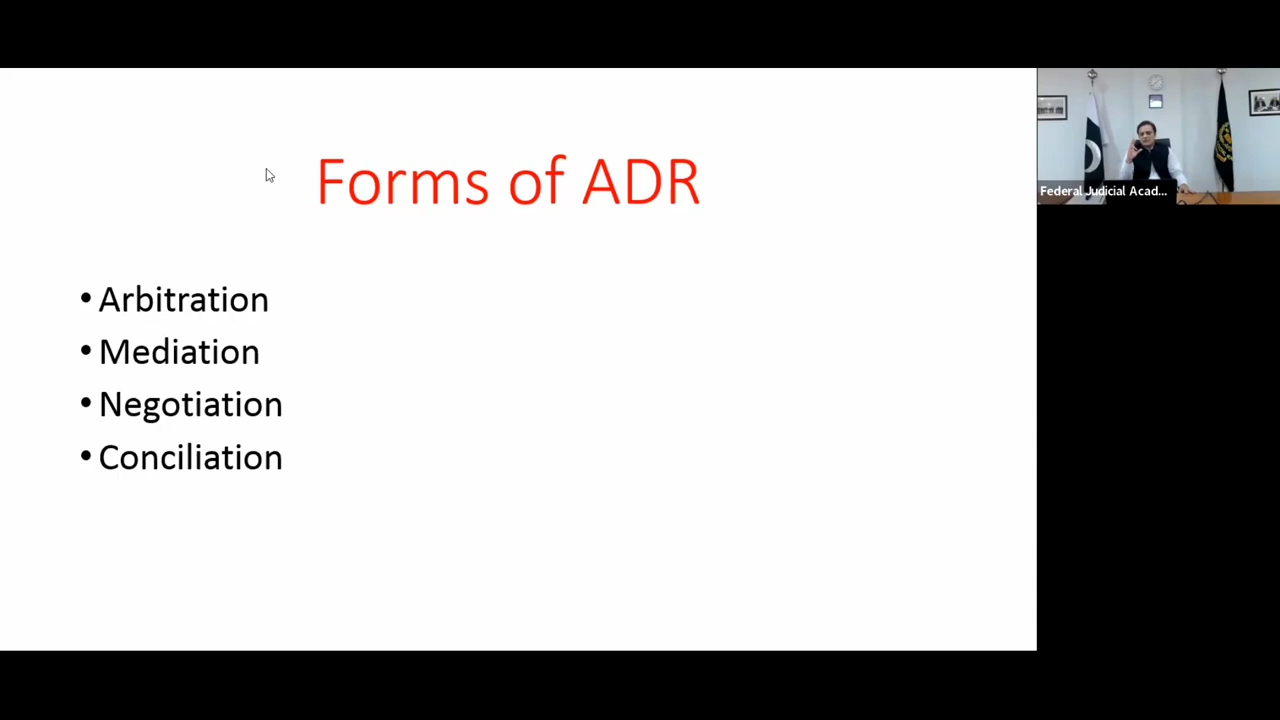 Forms of ADR
• Arbitration
• Mediation
• Negotiation
• Conciliation
Federal Judicial Acad...